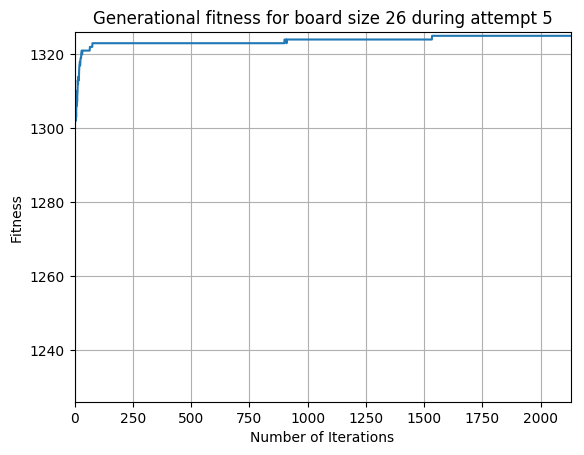 Generational fitness for board size 26 during attempt 5
1320
1300
1280
1260
1240
Fitness
0 250 500 750 1000 1250 1500 1750 2000
Number of Iterations